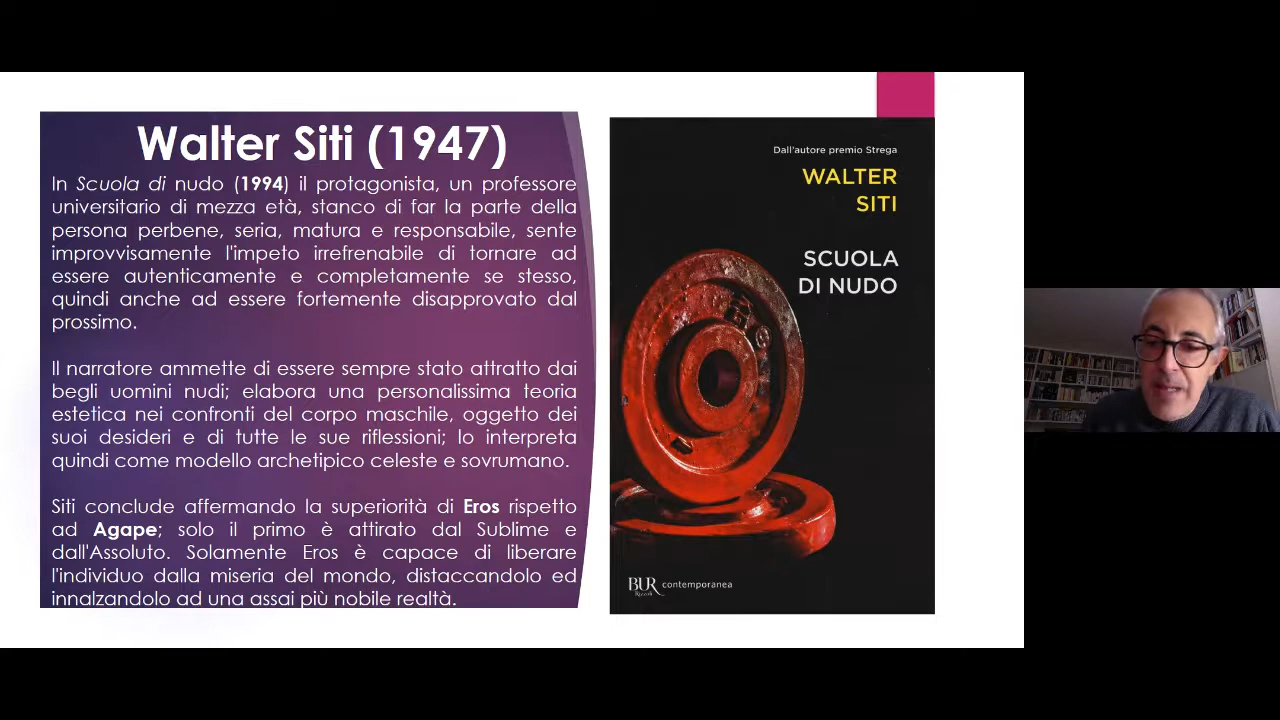 Walter Siti (1947)
In Scuola di nudo (1994) il protagonista, un professore
universitario di mezza età, stanco di far la parte della
persona perbene, seria, matura e responsabile, sente
improvvisamente l'impeto irrefrenabile di tornare ad
essere autenticamente e completamente se stesso,
quindi anche ad essere fortemente disapprovato dal
prossimo.
Il narratore ammette di essere sempre stato attratto dai
begli uomini nudi; elabora una personalissima teoria
estetica nei confronti del corpo maschile, oggetto dei
suoi desideri e di tutte le sue riflessioni; lo interpreta
quindi come modello archetipico celeste e sovrumano.
Siti conclude affermando la superiorità di Eros rispetto
ad Agape; solo il primo è attirato dal Sublime e
dall'Assoluto. Solamente Eros è capace di liberare
l'individuo dalla miseria del mondo, distaccandolo ed
innalzandolo ad una assai più nobile realtà.
Dall'autore premio Strega
WALTER
SITI
SCUOLA
DI NUDO
BUR contemporanea
Rizzoli